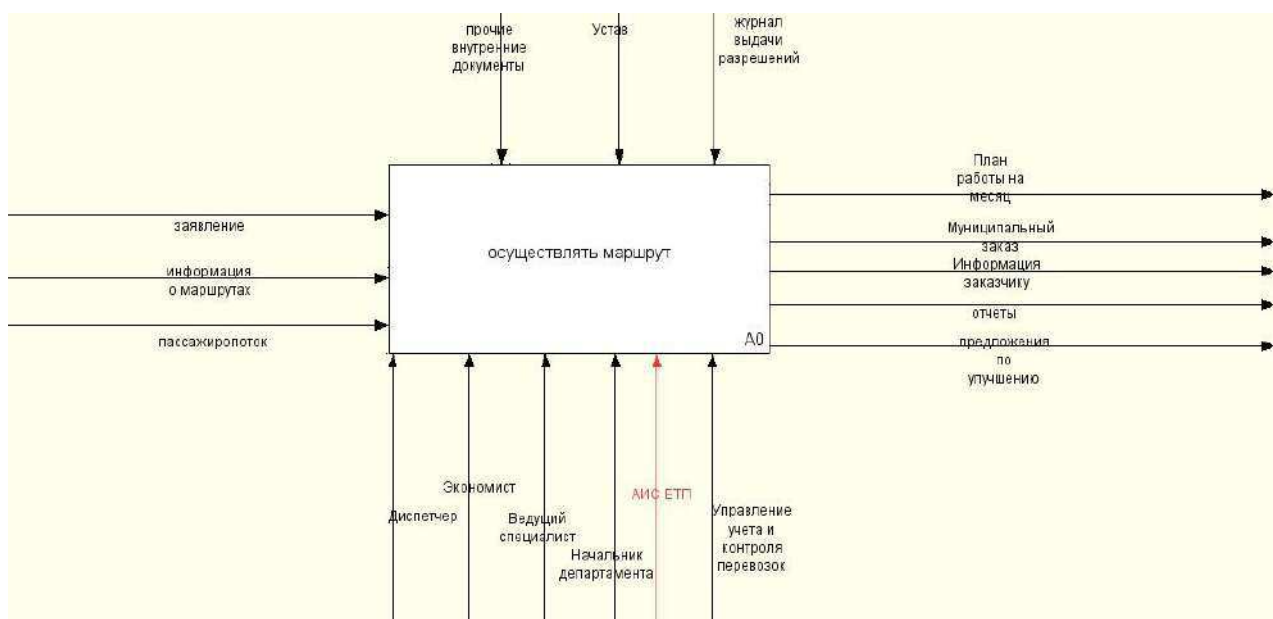 прочие
внутренние
документы
Устав
журнал
выдачи
разрешений
заявление
информация
о маршрутах
пассажиропоток
осуществлять маршрут
A0
План
работы на
месяц
Муниципальный
заказ
Информация
заказчику
отчеты
предложения
по
улучшению
Диспетчер
Экономист
Ведущий
специалист
Начальник
департамента
АИС ЕТП
Управление
учета и
контроля
перевозок